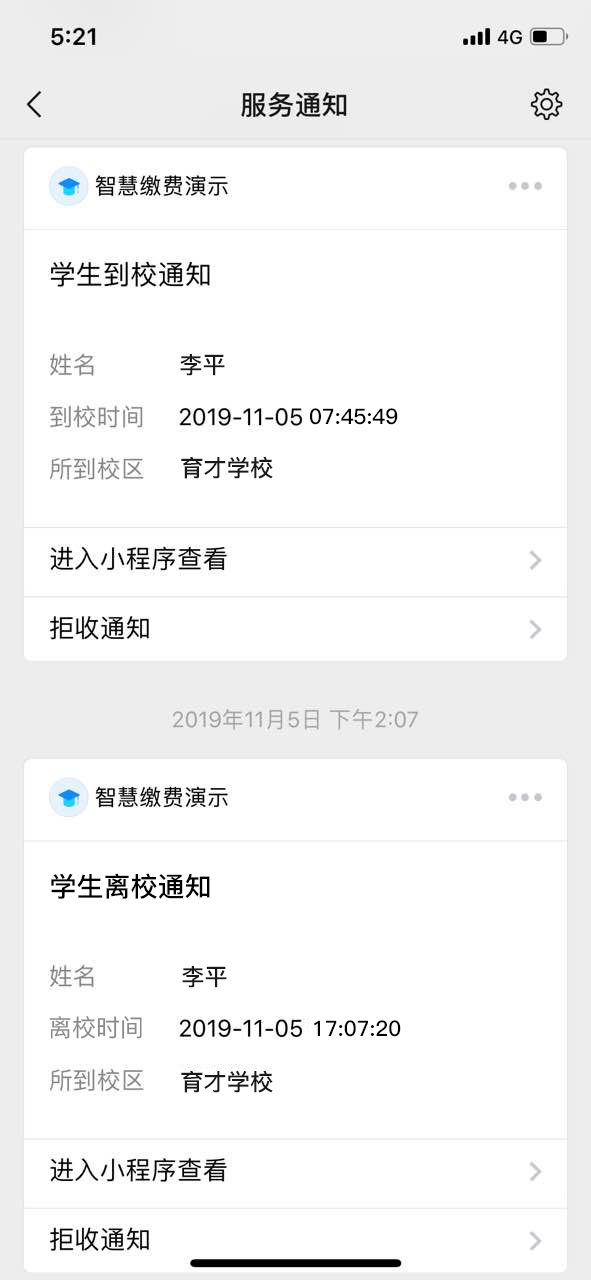 5:21
4G
服务通知
智慧缴费演示
学生到校通知
姓名 李平
到校时间 2019-11-05 07:45:49
所到校区 育才学校
进入小程序查看
拒收通知
2019年11月5日 下午2:07
智慧缴费演示
学生离校通知
姓名 李平
离校时间 2019-11-05 17:07:20
所到校区 育才学校
进入小程序查看
拒收通知